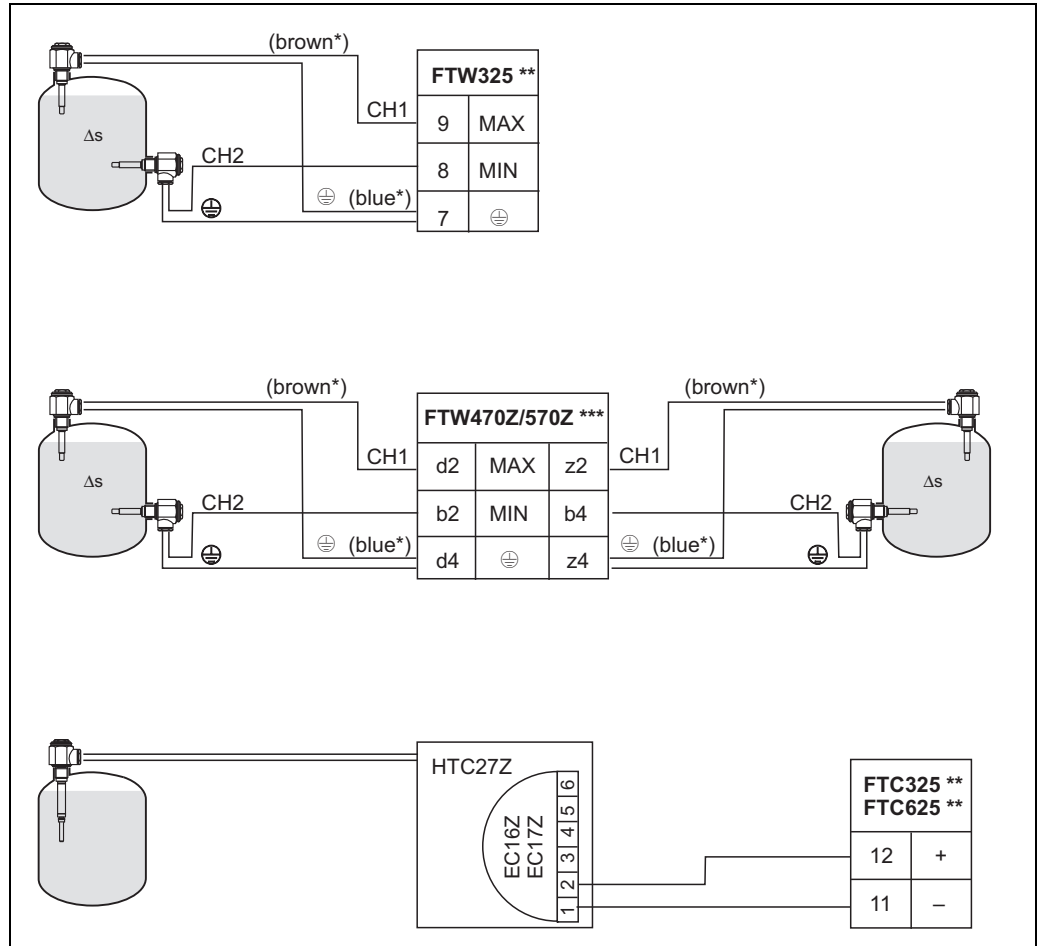 (brown*)
FTW325 **
CH1
9 MAX
Δs
CH2
8 MIN
(blue*)
7
(brown*)
(brown*)
FTW470Z/570Z ***
CH1
d2 MAX z2
CH1
Δs
Δs
CH2
b2 MIN b4
CH2
(blue*)
(blue*)
d4 z4
HTC27Z
EC16Z
EC17Z
1 2 3 4 5 6
FTC325 **
FTC625 **
12 +
11 –